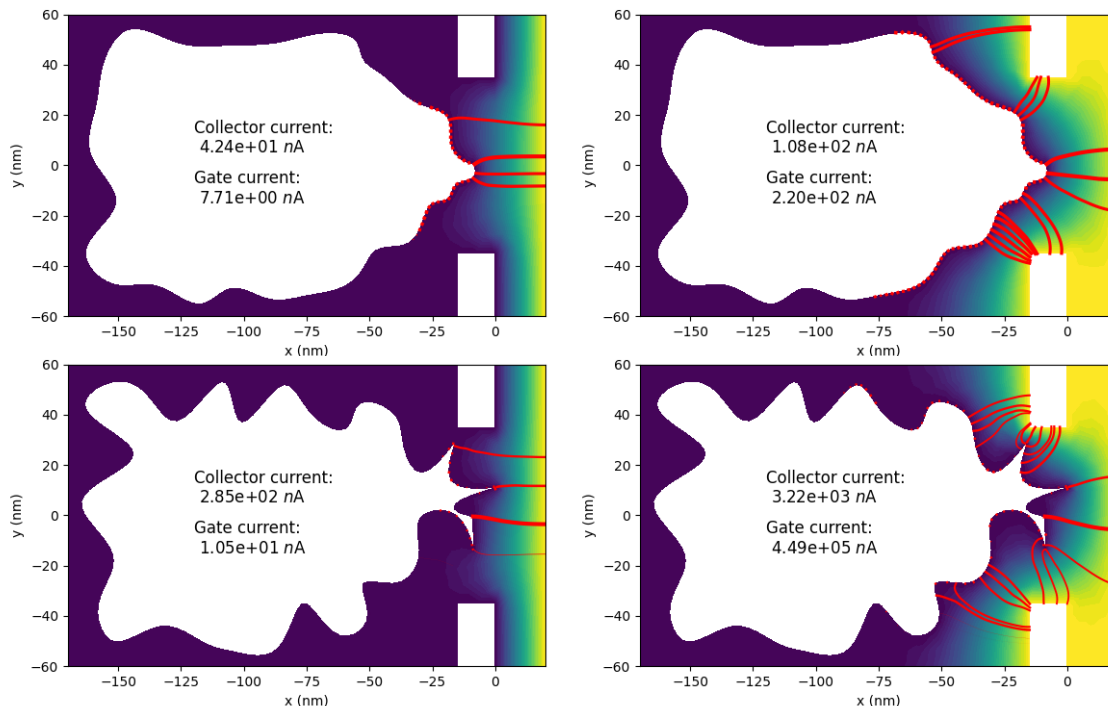 60
40
20
0
−20
−40
−60
y (nm)
Collector current:
4.24e+01 nA
Gate current:
7.71e+00 nA
−150 −125 −100 −75 −50 −25 0
x (nm)
60
40
20
0
−20
−40
−60
y (nm)
Collector current:
1.08e+02 nA
Gate current:
2.20e+02 nA
−150 −125 −100 −75 −50 −25 0
x (nm)
60
40
20
0
−20
−40
−60
y (nm)
Collector current:
2.85e+02 nA
Gate current:
1.05e+01 nA
−150 −125 −100 −75 −50 −25 0
x (nm)
60
40
20
0
−20
−40
−60
y (nm)
Collector current:
3.22e+03 nA
Gate current:
4.49e+05 nA
−150 −125 −100 −75 −50 −25 0
x (nm)